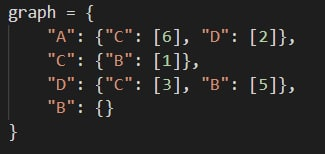 graph = {
    "A": {"C": [6], "D": [2]},
    "C": {"B": [1]},
    "D": {"C": [3], "B": [5]},
    "B": {}
}